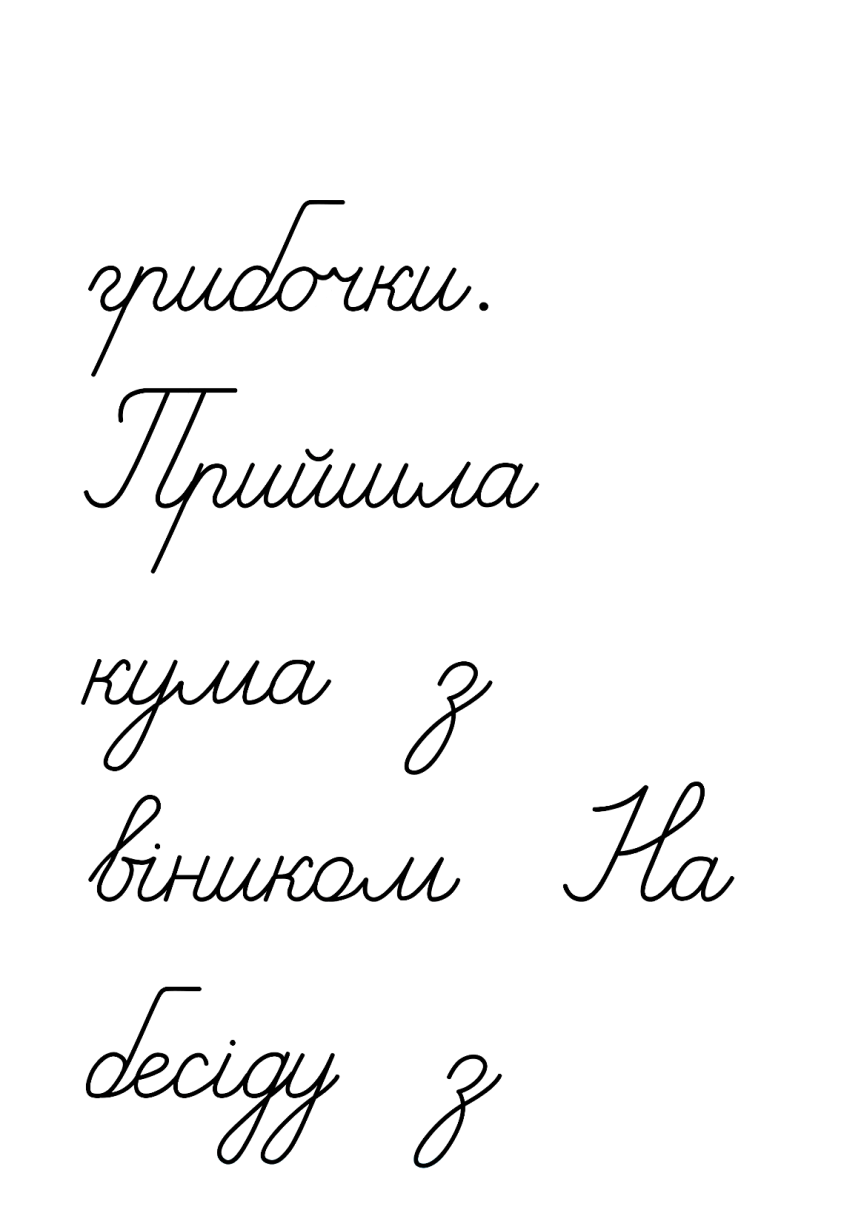 грибочки.
Прийшла
кума з
віником На
бесіду з